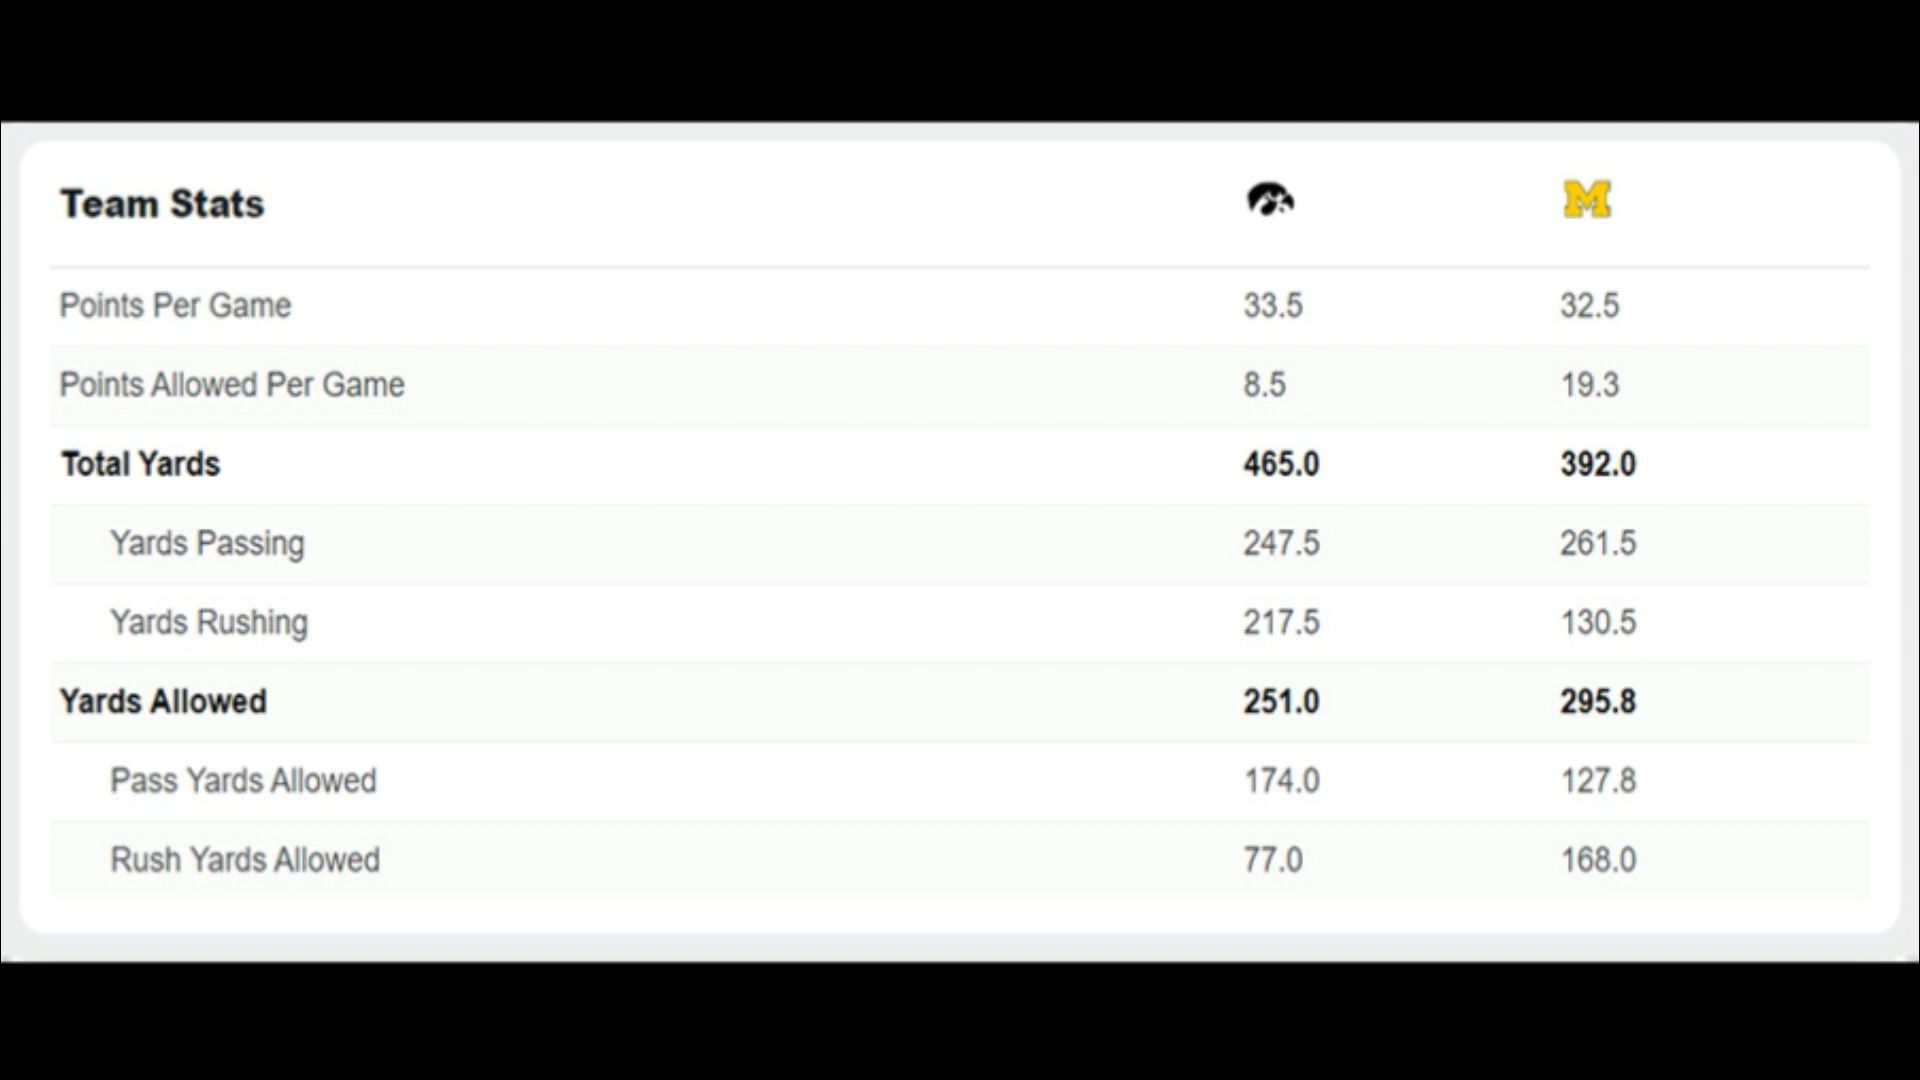 Team Stats M
Points Per Game 33.5 32.5
Points Allowed Per Game 8.5 19.3
Total Yards 465.0 392.0
Yards Passing 247.5 261.5
Yards Rushing 217.5 130.5
Yards Allowed 251.0 295.8
Pass Yards Allowed 174.0 127.8
Rush Yards Allowed 77.0 168.0